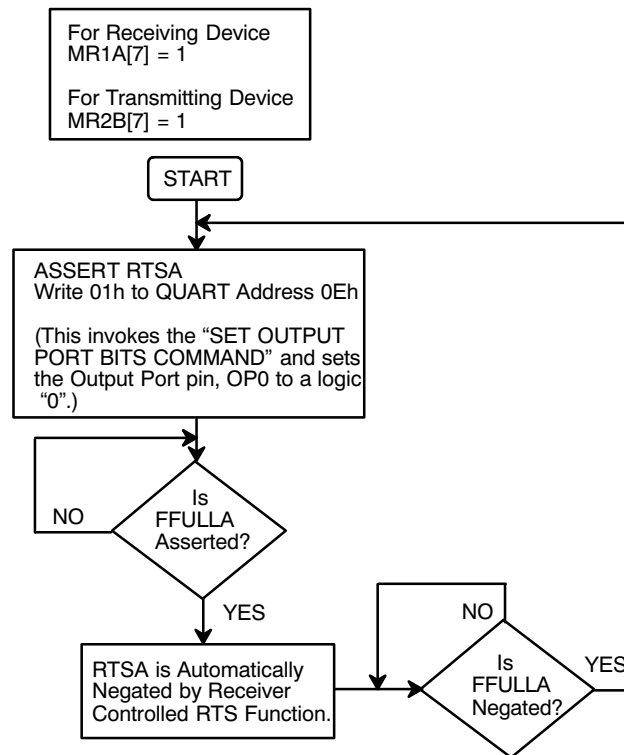 For Receiving Device
MR1A[7] = 1
For Transmitting Device
MR2B[7] = 1
START
ASSERT RTSA
Write 01h to QUART Address 0Eh
(This invokes the “SET OUTPUT
PORT BITS COMMAND” and sets
the Output Port pin, OP0 to a logic
“0”.)
Is
FFULLA
Asserted?
NO
YES
RTSA is Automatically
Negated by Receiver
Controlled RTS Function.
NO
Is
FFULLA
Negated?
YES